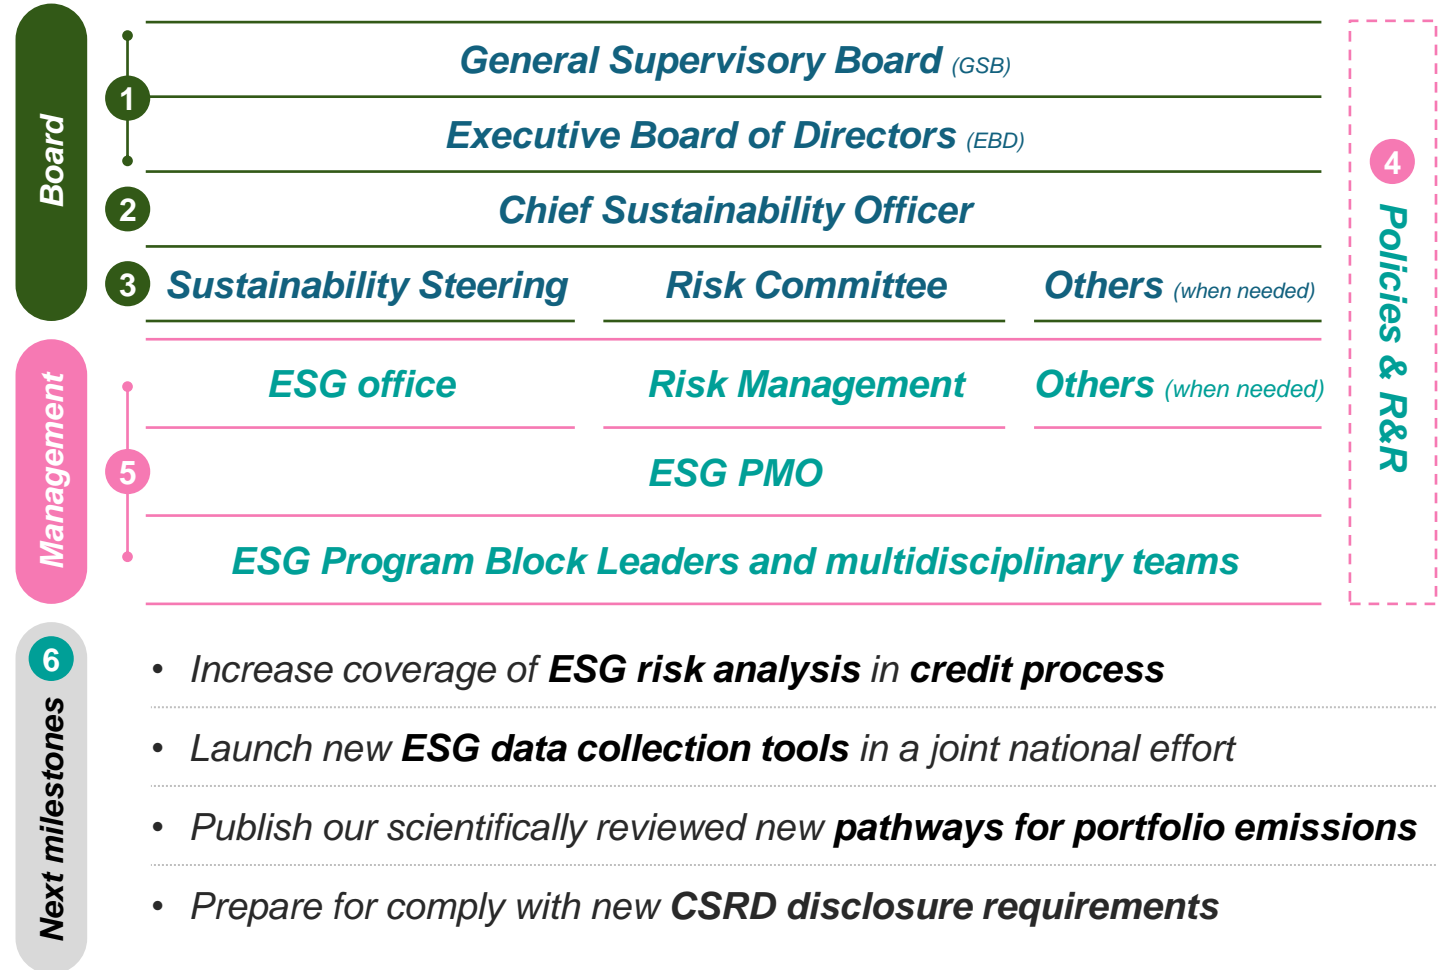 Board
1
General Supervisory Board (GSB)
Executive Board of Directors (EBD)
2
Chief Sustainability Officer
3
Sustainability Steering
Risk Committee
Others (when needed)
4
Policies & R&R
Management
5
ESG office
Risk Management
Others (when needed)
ESG PMO
ESG Program Block Leaders and multidisciplinary teams
6
Next milestones
• Increase coverage of ESG risk analysis in credit process
• Launch new ESG data collection tools in a joint national effort
• Publish our scientifically reviewed new pathways for portfolio emissions
• Prepare for comply with new CSRD disclosure requirements